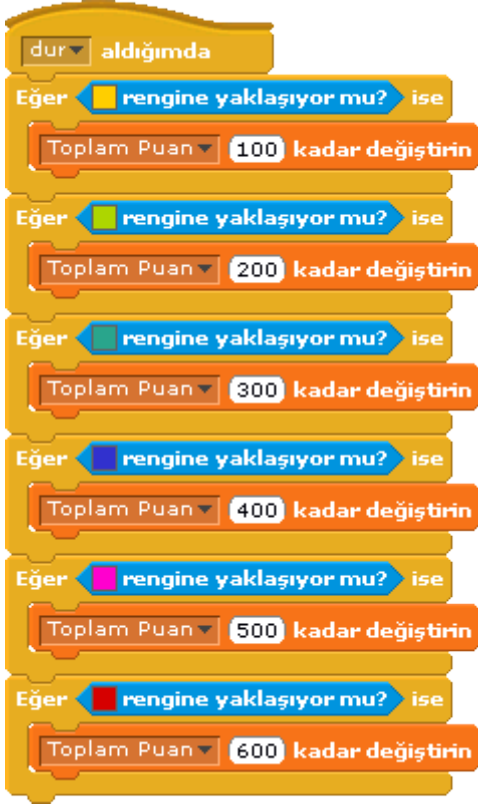 dur aldığımda
Eğer rengine yaklaşıyor mu? ise
Toplam Puan 100 kadar değiştirin
Eğer rengine yaklaşıyor mu? ise
Toplam Puan 200 kadar değiştirin
Eğer rengine yaklaşıyor mu? ise
Toplam Puan 300 kadar değiştirin
Eğer rengine yaklaşıyor mu? ise
Toplam Puan 400 kadar değiştirin
Eğer rengine yaklaşıyor mu? ise
Toplam Puan 500 kadar değiştirin
Eğer rengine yaklaşıyor mu? ise
Toplam Puan 600 kadar değiştirin